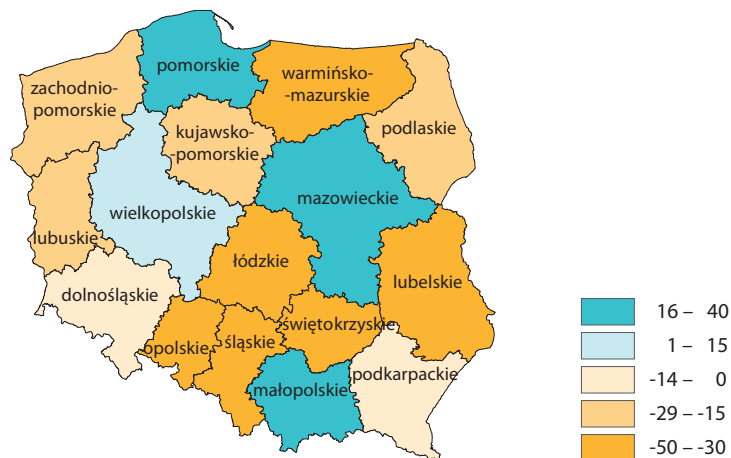 pomorskie
warmińsko-
-mazurskie
zachodnio-
pomorskie
kujawsko-
-pomorskie
podlaskie
mazowieckie
wielkopolskie
lubuskie
łódzkie
lubelskie
dolnośląskie
świętokrzyskie
opolskie
śląskie
podkarpackie
małopolskie
16 – 40
1 – 15
-14 – 0
-29 – -15
-50 – -30